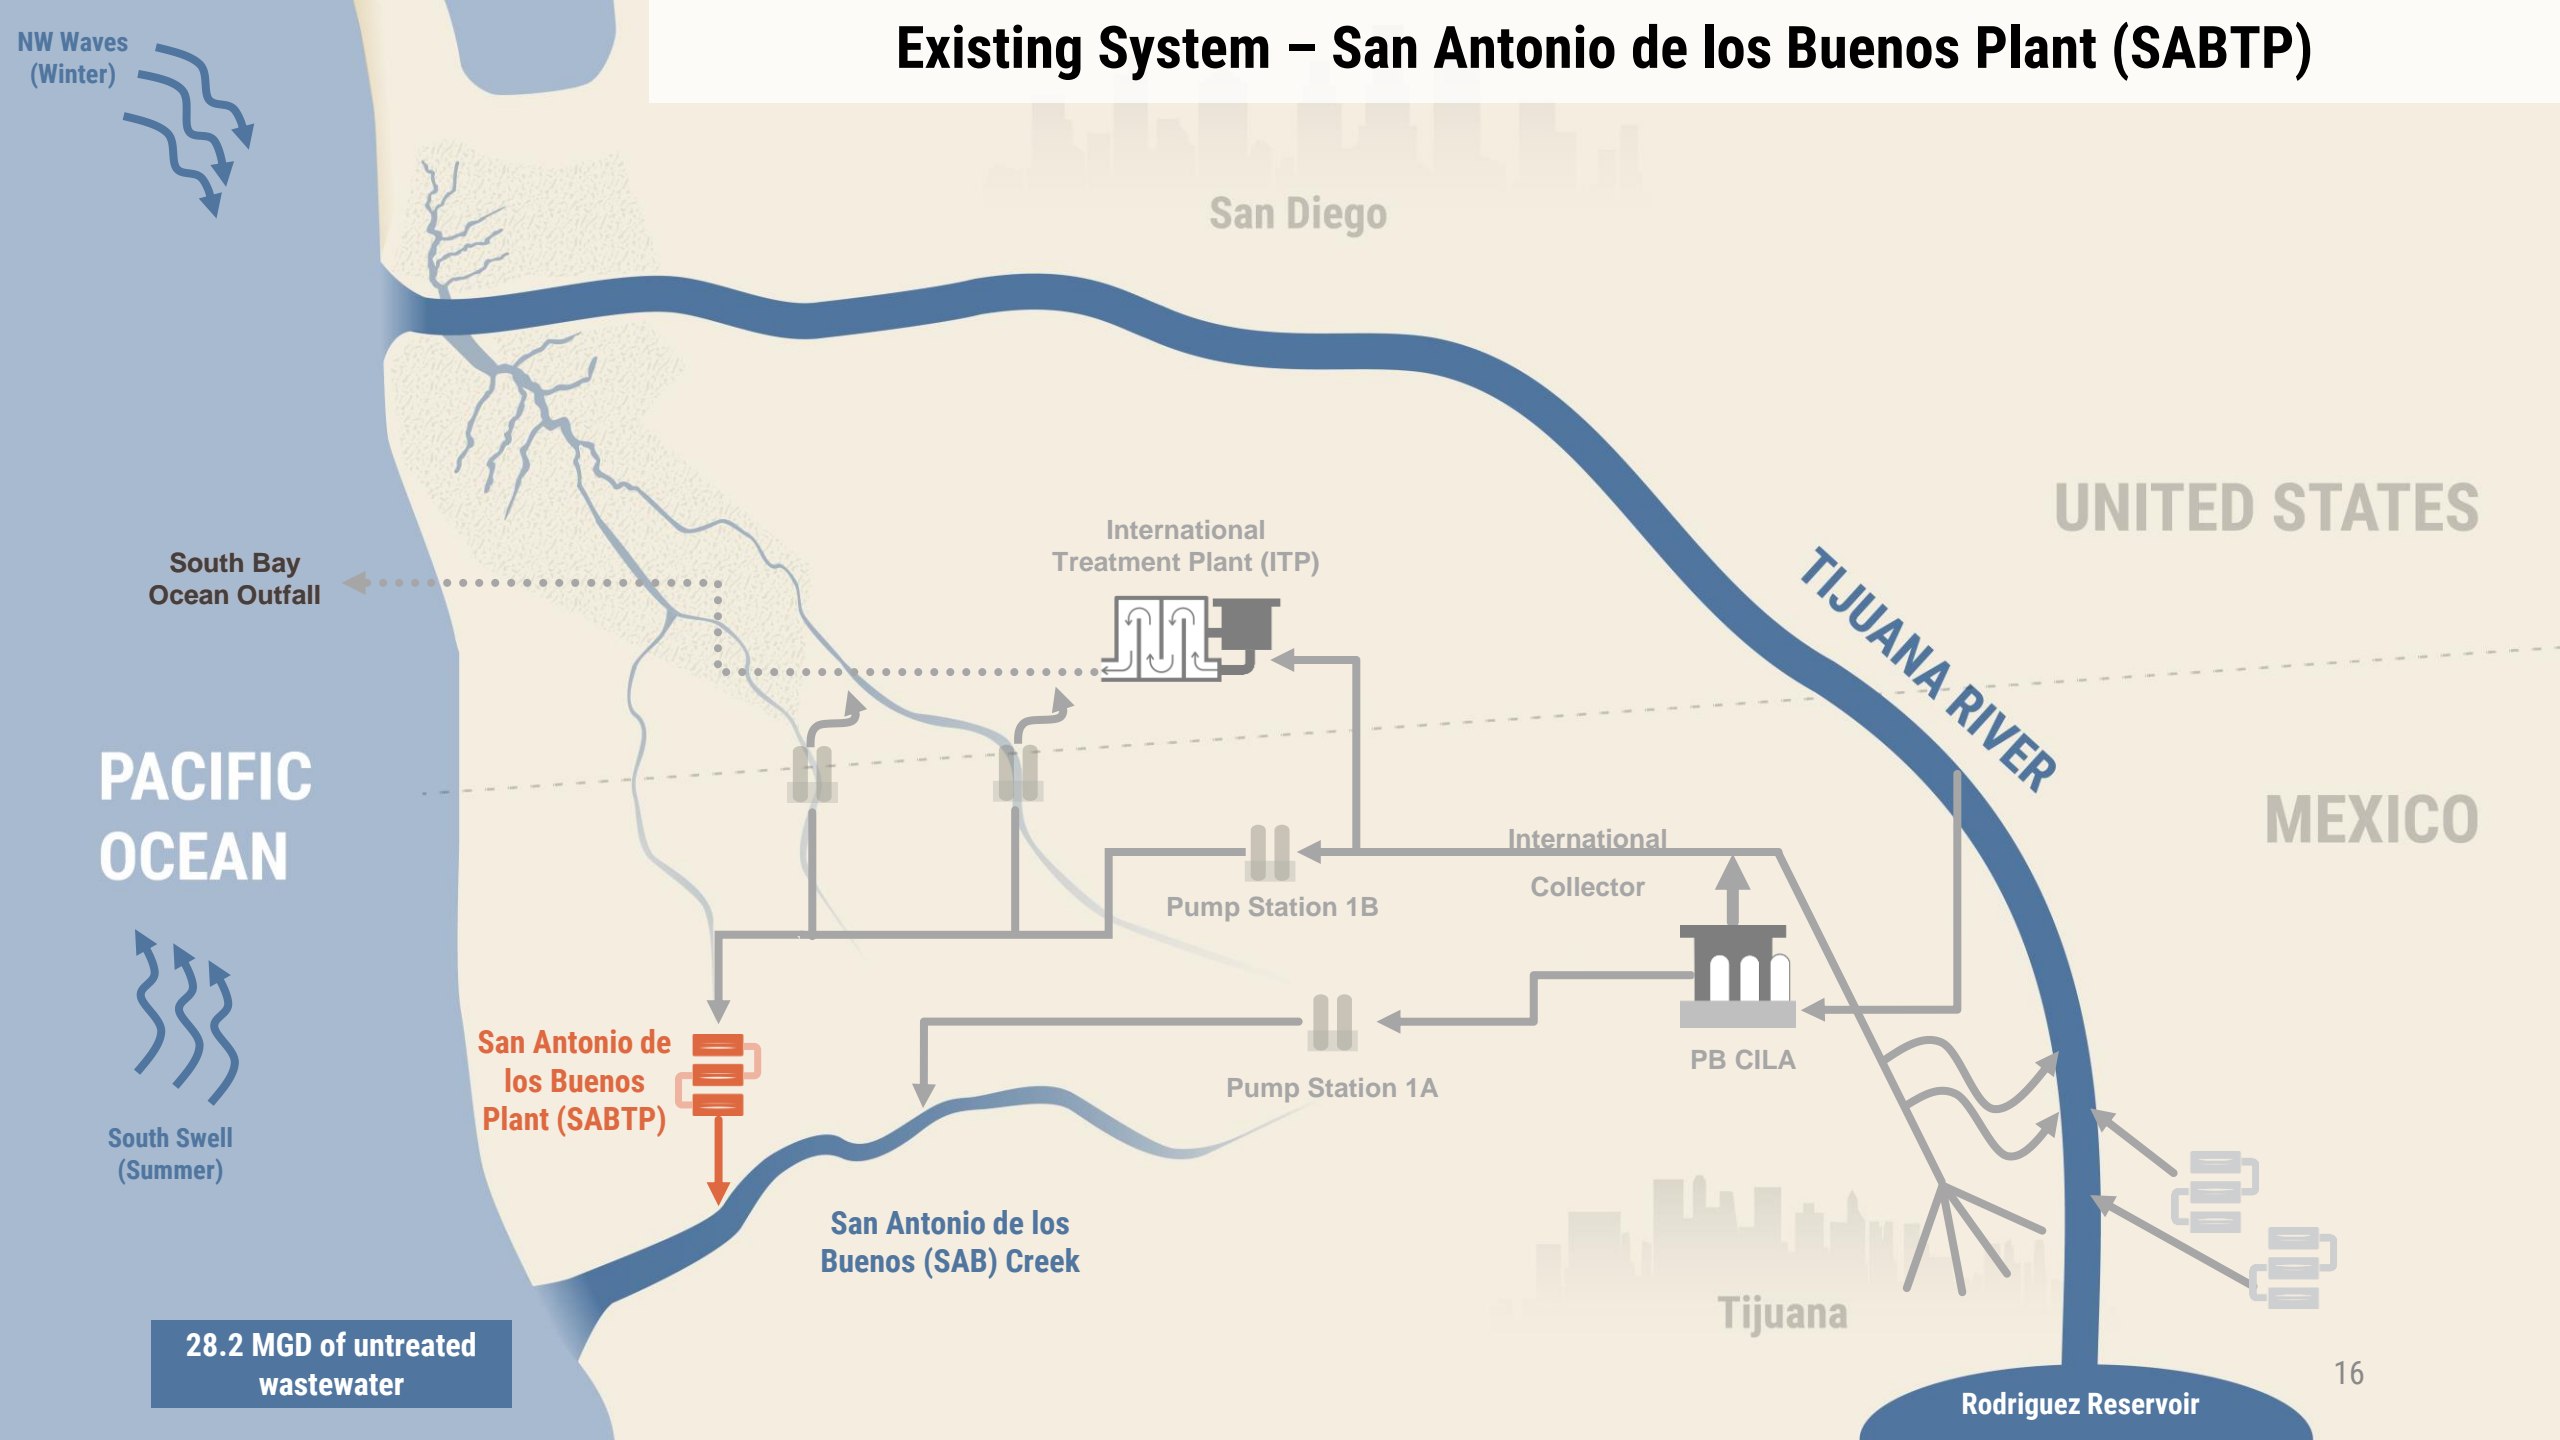 Existing System – San Antonio de los Buenos Plant (SABTP)
NW Waves
(Winter)
San Diego
UNITED STATES
International
Treatment Plant (ITP)
South Bay
Ocean Outfall
TIJUANA RIVER
PACIFIC
OCEAN
MEXICO
International
Collector
Pump Station 1B
San Antonio de
los Buenos
Plant (SABTP)
PB CILA
Pump Station 1A
South Swell
(Summer)
San Antonio de los
Buenos (SAB) Creek
Tijuana
28.2 MGD of untreated
wastewater
Rodriguez Reservoir
16